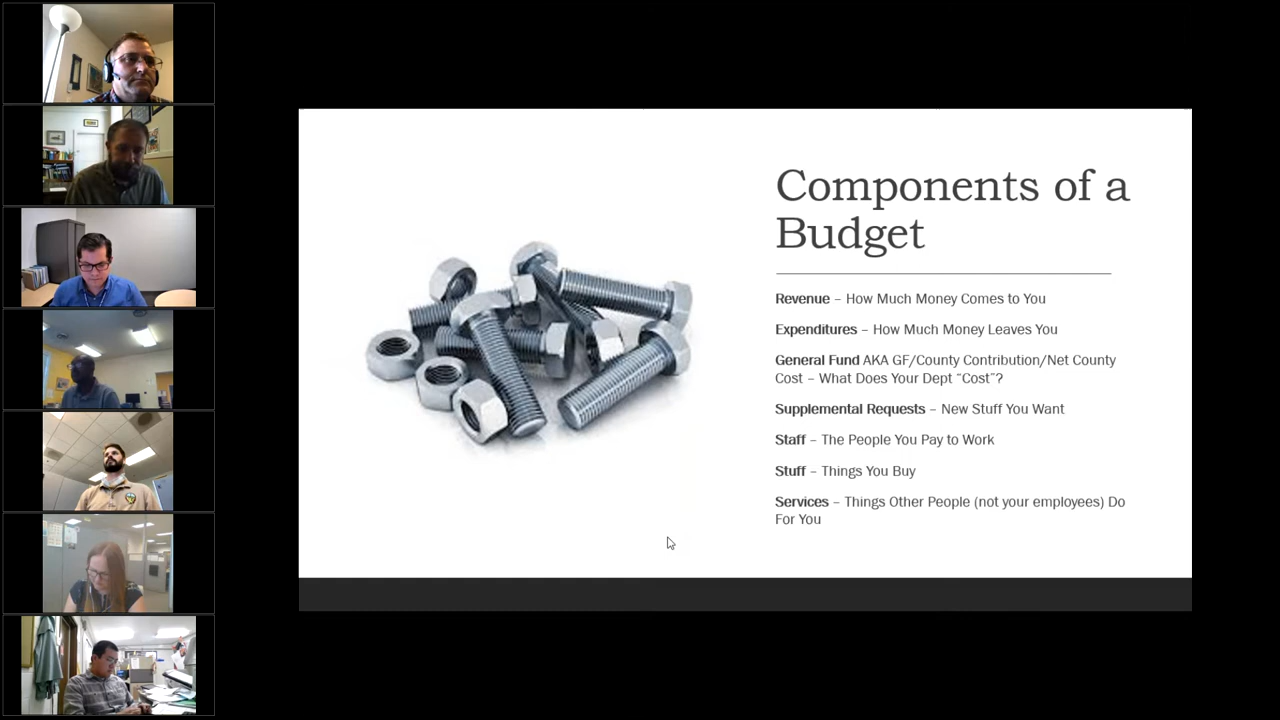 Components of a
Budget
Revenue – How Much Money Comes to You
Expenditures – How Much Money Leaves You
General Fund AKA GF/County Contribution/Net County
Cost – What Does Your Dept “Cost”?
Supplemental Requests – New Stuff You Want
Staff – The People You Pay to Work
Stuff – Things You Buy
Services – Things Other People (not your employees) Do
For You